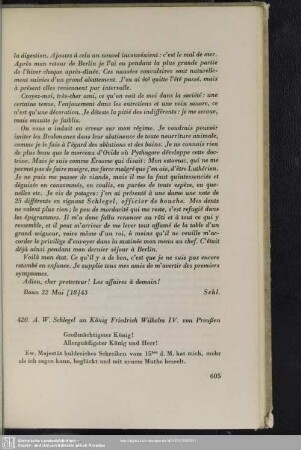 la digestion. Ajoutez à cela un nouvel inconvénient: c'est le mal de mer.
Après mon retour de Berlin je l'ai eu pendant la plus grande partie
de l'hiver chaque après-dinée. Ces nausées convulsives sont naturelle-
ment suivies d'un grand abattement. J'en ai été quitte l'été passé, mais
à présent elles reviennent par intervalle.
Croyez-moi, très-cher ami, ce qu'on voit de moi dans la société: une
certaine tenue, l'enjouement dans les entretiens et une voix sonore, ce
n'est qu'une décoration. Je déteste la pitié des indifférents: je me secoue,
mais ensuite je faiblis.
On vous a induit en erreur sur mon régime. Je voudrais pouvoir
imiter les Brahmanes dans leur abstinence de toute nourriture animale,
comme je le fais à l'égard des ablutions et des bains. Je ne connais rien
de plus beau que le morceau d'Ovide où Pythagore développe cette doc-
trine. Mais je suis comme Érasme qui disait: Mon estomac, qui ne me
permet pas de faire maigre, me force malgré que j'en aie, d'être Luthérien.
Je ne puis me passer de viande, mais il me la faut quintessenciée et
déguisée en consommés, en coulis, en purées de toute espèce, en que-
nelles etc. Je vis de potages: j'en ai présenté à une dame une note de
25 différents en signant Schlegel, officier de bouche. Mes dents
ne valent plus rien: le peu de mordacité qui me reste, s'est refugié dans
les épigrammes. Il m'a donc fallu renoncer au rôti et à tout ce qui y
ressemble, et il peut m'arriver de me lever tout affamé de la table d'un
grand seigneur, voire même d'un roi, à moins qu'il ne veuille m'ac-
corder le privilège d'envoyer dans la matinée mon menu au chef. C'était
déjà ainsi pendant mon dernier séjour à Berlin.
Voilà mon état. Ce qu'il y a de bon, c'est que je ne suis pas encore
retombé en enfance. Je supplie tous mes amis de m'avertir des premiers
symptomes.
Adieu, cher protecteur! Les affaires à demain!
Bonn 22 Mai [18]43 Schl.
420. A. W. Schlegel an König Friedrich Wilhelm IV. von Preußen
Großmächtigster König!
Allergnädigster König und Herr!
Ew. Majestät huldreiches Schreiben vom 15ten d. M. hat mich, mehr
als ich sagen kann, beglückt und mit neuem Muthe beseelt.
605